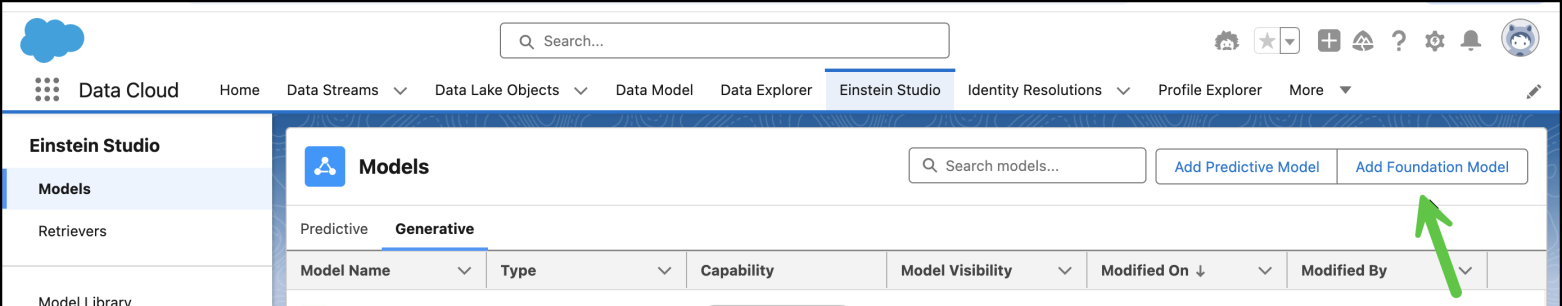 Search...
Data Cloud Home Data Streams Data Lake Objects Data Model Data Explorer Einstein Studio Identity Resolutions Profile Explorer More
Einstein Studio
Models
Retrievers
Model Library
Models Search models... Add Predictive Model Add Foundation Model
Predictive Generative
Model Name Type Capability Model Visibility Modified On Modified By